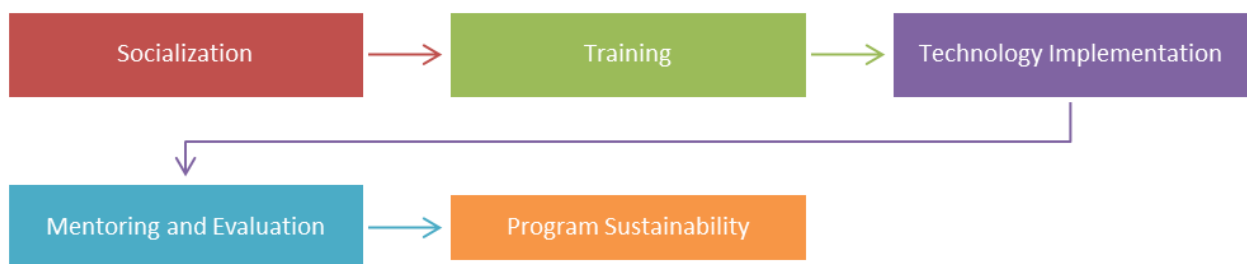 Socialization
Training
Technology Implementation
Mentoring and Evaluation
Program Sustainability